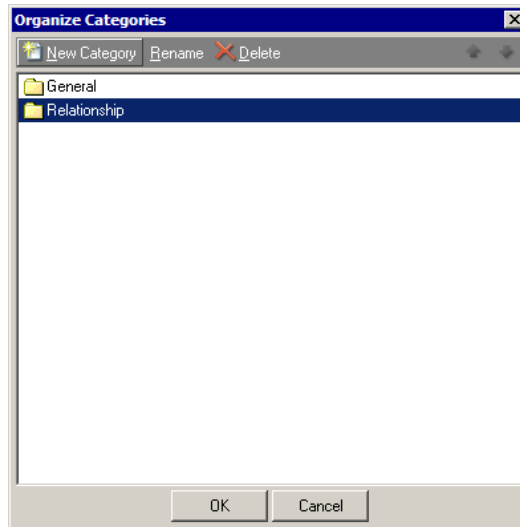 Organize Categories
New Category Rename Delete
General
Relationship
OK Cancel